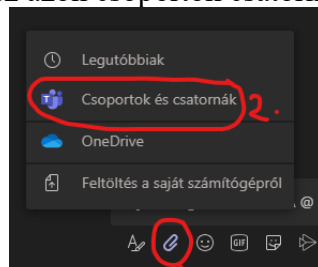 Legutóbbiak
Csoportok és csatornák
2.
OneDrive
Feltöltés a saját számítógépről
@
GIF